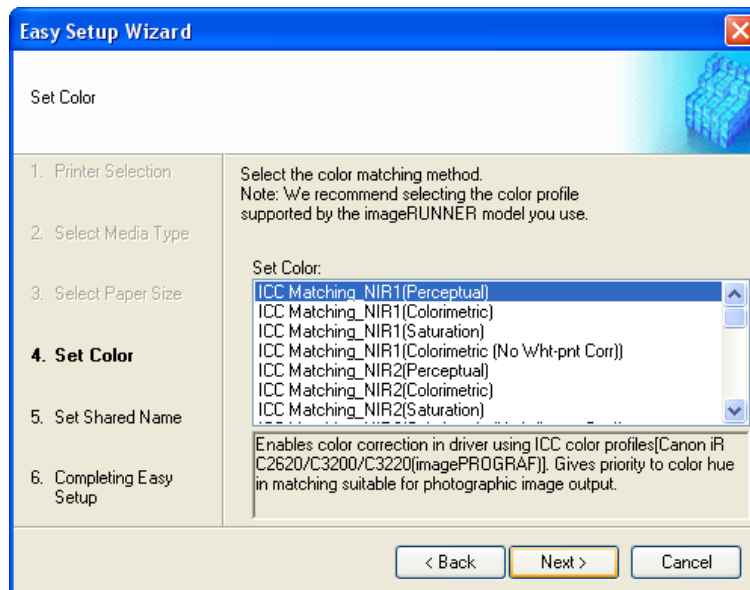 Easy Setup Wizard
Set Color
1. Printer Selection
2. Select Media Type
3. Select Paper Size
4. Set Color
5. Set Shared Name
6. Completing Easy
Setup
Select the color matching method.
Note: We recommend selecting the color profile
supported by the imageRUNNER model you use.
Set Color:
ICC Matching_NIR1(Perceptual)
ICC Matching_NIR1(Colorimetric)
ICC Matching_NIR1(Saturation)
ICC Matching_NIR1(Colorimetric (No Wht-pnt Corr))
ICC Matching_NIR2(Perceptual)
ICC Matching_NIR2(Colorimetric)
ICC Matching_NIR2(Saturation)
Enables color correction in driver using ICC color profiles[Canon iR
C2620/C3200/C3220(imagePROGRAF)]. Gives priority to color hue
in matching suitable for photographic image output.
< Back
Next >
Cancel